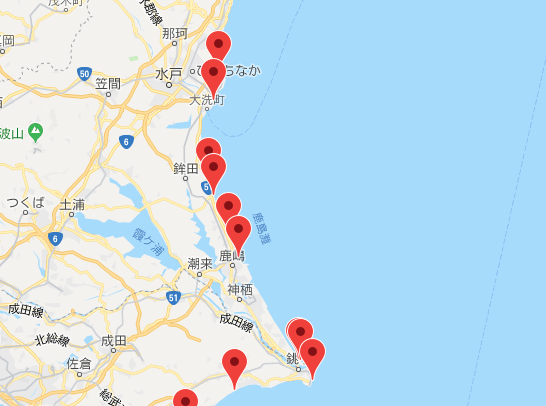 茂木町
水郡線
那珂
50
ひたちなか
水戸
笠間
大洗町
波山
6
鉾田
51
つくば
土浦
鹿島灘
6
霞ケ浦
鹿嶋
潮来
神栖
51
成田線
成田線
北総線
成田
銚
佐倉
総武